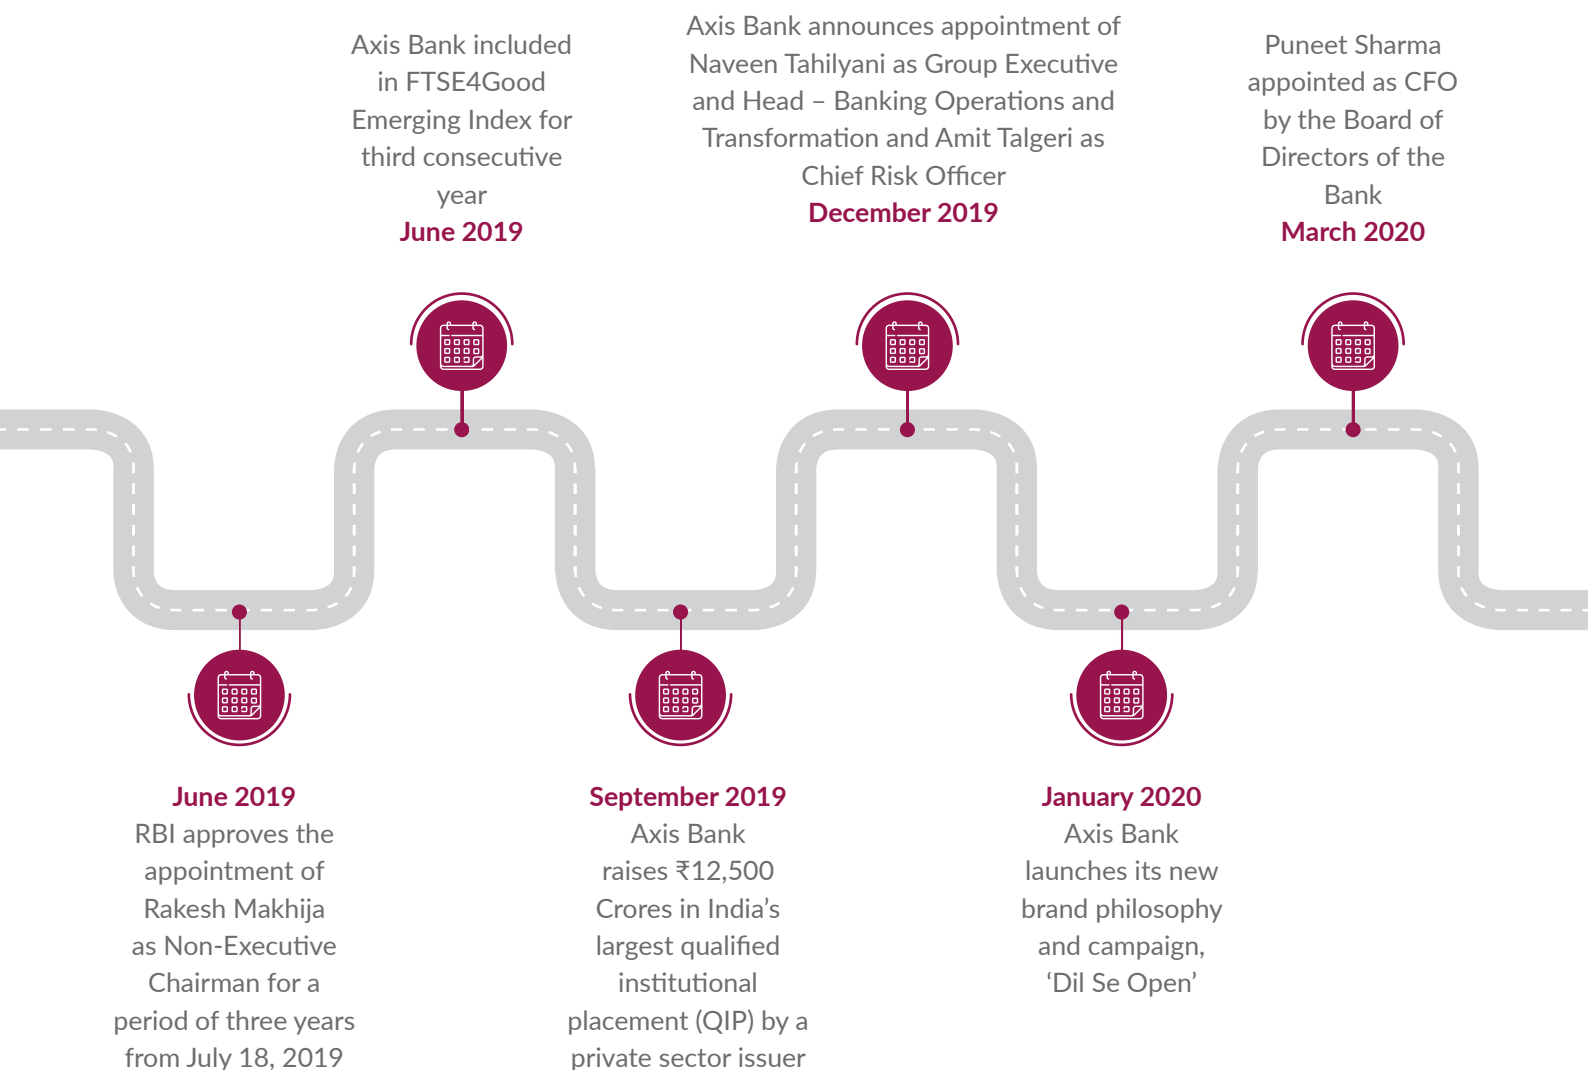 Axis Bank included
in FTSE4Good
Emerging Index for
third consecutive
year
June 2019
Axis Bank announces appointment of
Naveen Tahilyani as Group Executive
and Head – Banking Operations and
Transformation and Amit Talgeri as
Chief Risk Officer
December 2019
Puneet Sharma
appointed as CFO
by the Board of
Directors of the
Bank
March 2020
June 2019
RBI approves the
appointment of
Rakesh Makhija
as Non-Executive
Chairman for a
period of three years
from July 18, 2019
September 2019
Axis Bank
raises ₹12,500
Crores in India’s
largest qualified
institutional
placement (QIP) by a
private sector issuer
January 2020
Axis Bank
launches its new
brand philosophy
and campaign,
‘Dil Se Open’